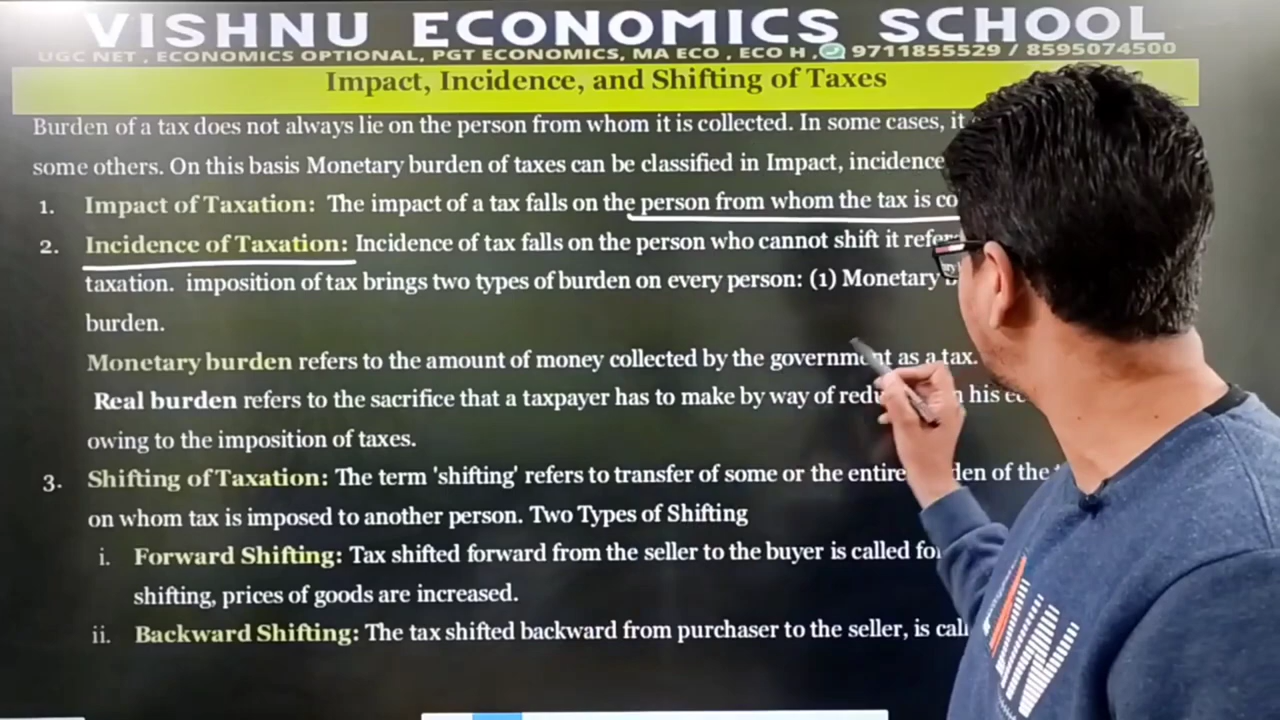 VISHNU ECONOMICS SCHOOL
UGC NET , ECONOMICS OPTIONAL, PGT ECONOMICS, MA ECO , ECO H , 9711855529 / 8595074500
Impact, Incidence, and Shifting of Taxes
Burden of a tax does not always lie on the person from whom it is collected. In some cases, it
some others. On this basis Monetary burden of taxes can be classified in Impact, incidence
1. Impact of Taxation: The impact of a tax falls on the person from whom the tax is co
2. Incidence of Taxation: Incidence of tax falls on the person who cannot shift it
taxation. imposition of tax brings two types of burden on every person: (1) Monetary
burden.
Monetary burden refers to the amount of money collected by the government as a tax.
Real burden refers to the sacrifice that a taxpayer has to make by way of his
owing to the imposition of taxes.
3. Shifting of Taxation: The term 'shifting' refers to transfer of some or the entire of the
on whom tax is imposed to another person. Two Types of Shifting
i. Forward Shifting: Tax shifted forward from the seller to the buyer is called
shifting, prices of goods are increased.
ii. Backward Shifting: The tax shifted backward from purchaser to the seller, is